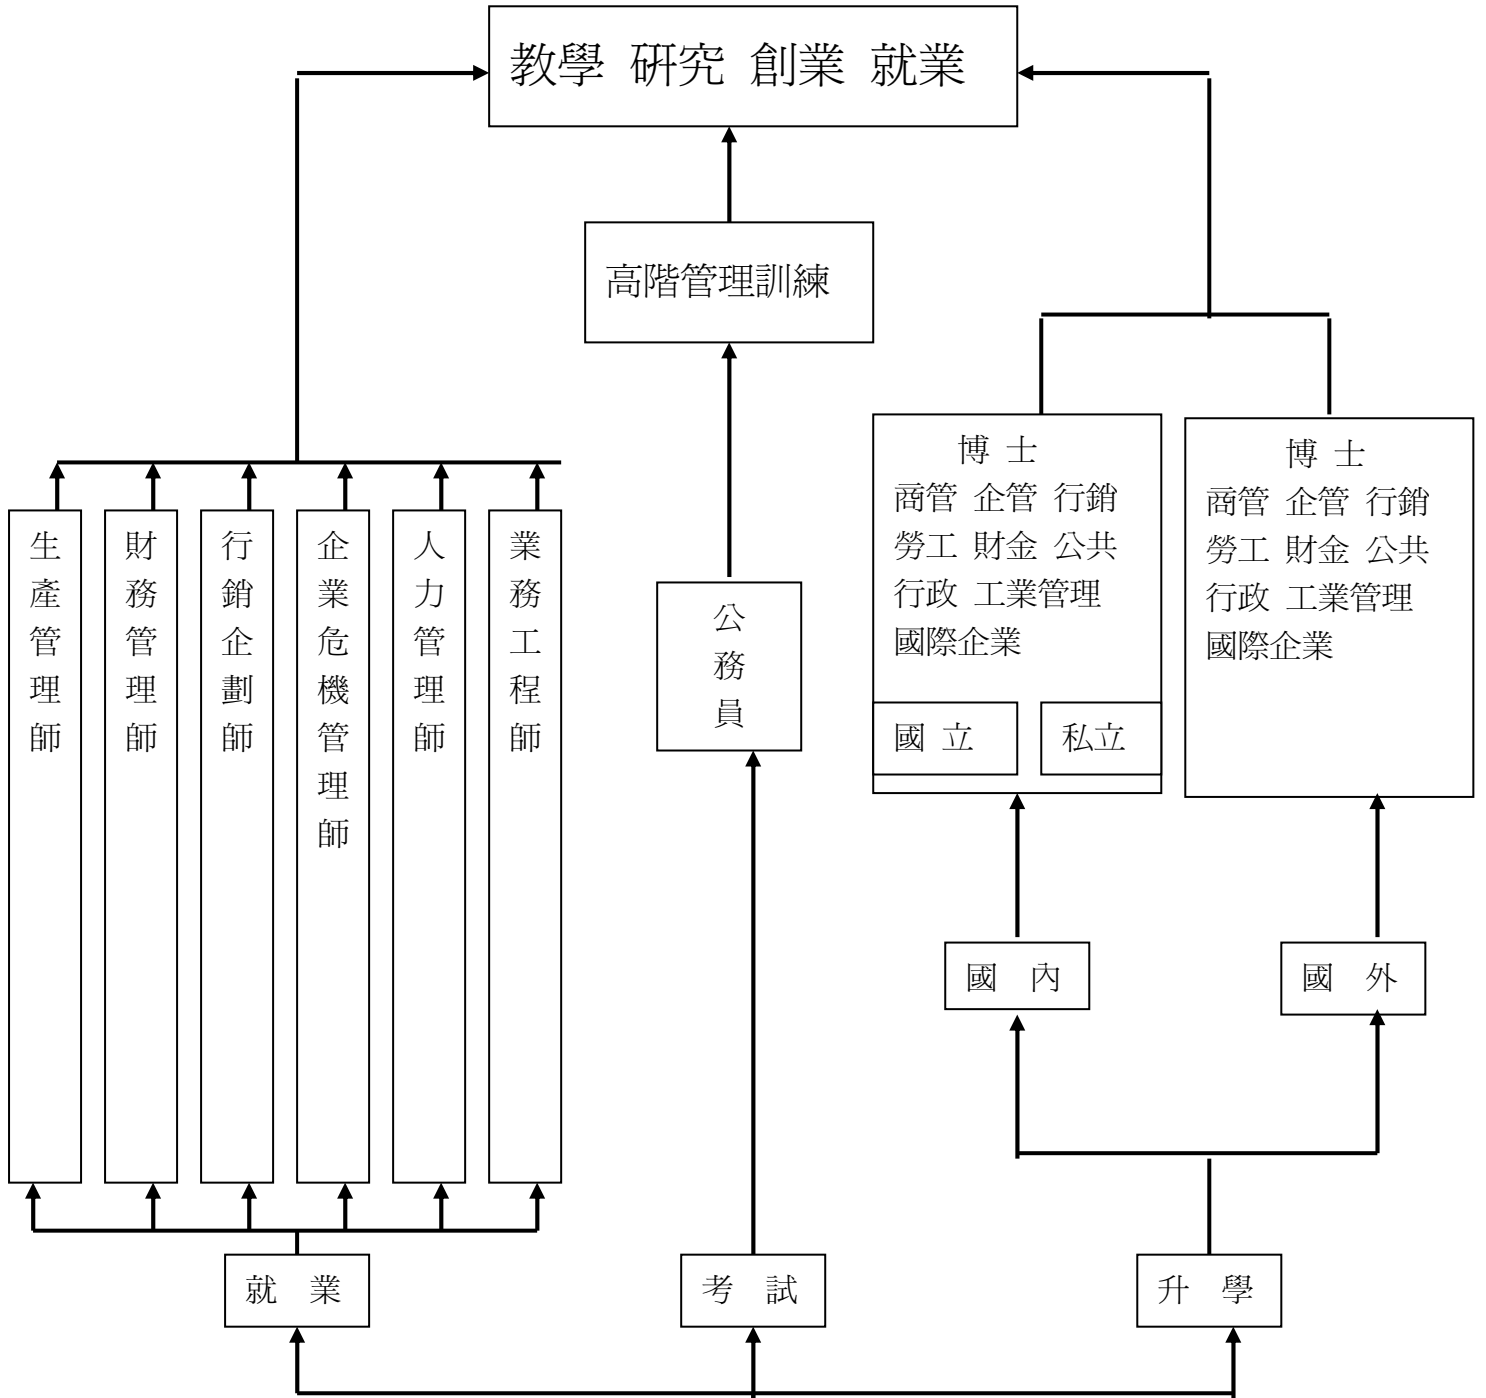 教學 研究 創業 就業
高階管理訓練
博 士
商管 企管 行銷
勞工 財金 公共
行政 工業管理
國際企業
國 立
私立
博 士
商管 企管 行銷
勞工 財金 公共
行政 工業管理
國際企業
生產管理師
財務管理師
行銷企劃師
企業危機管理師
人力管理師
業務工程師
公務員
國 內
國 外
就 業
考 試
升 學